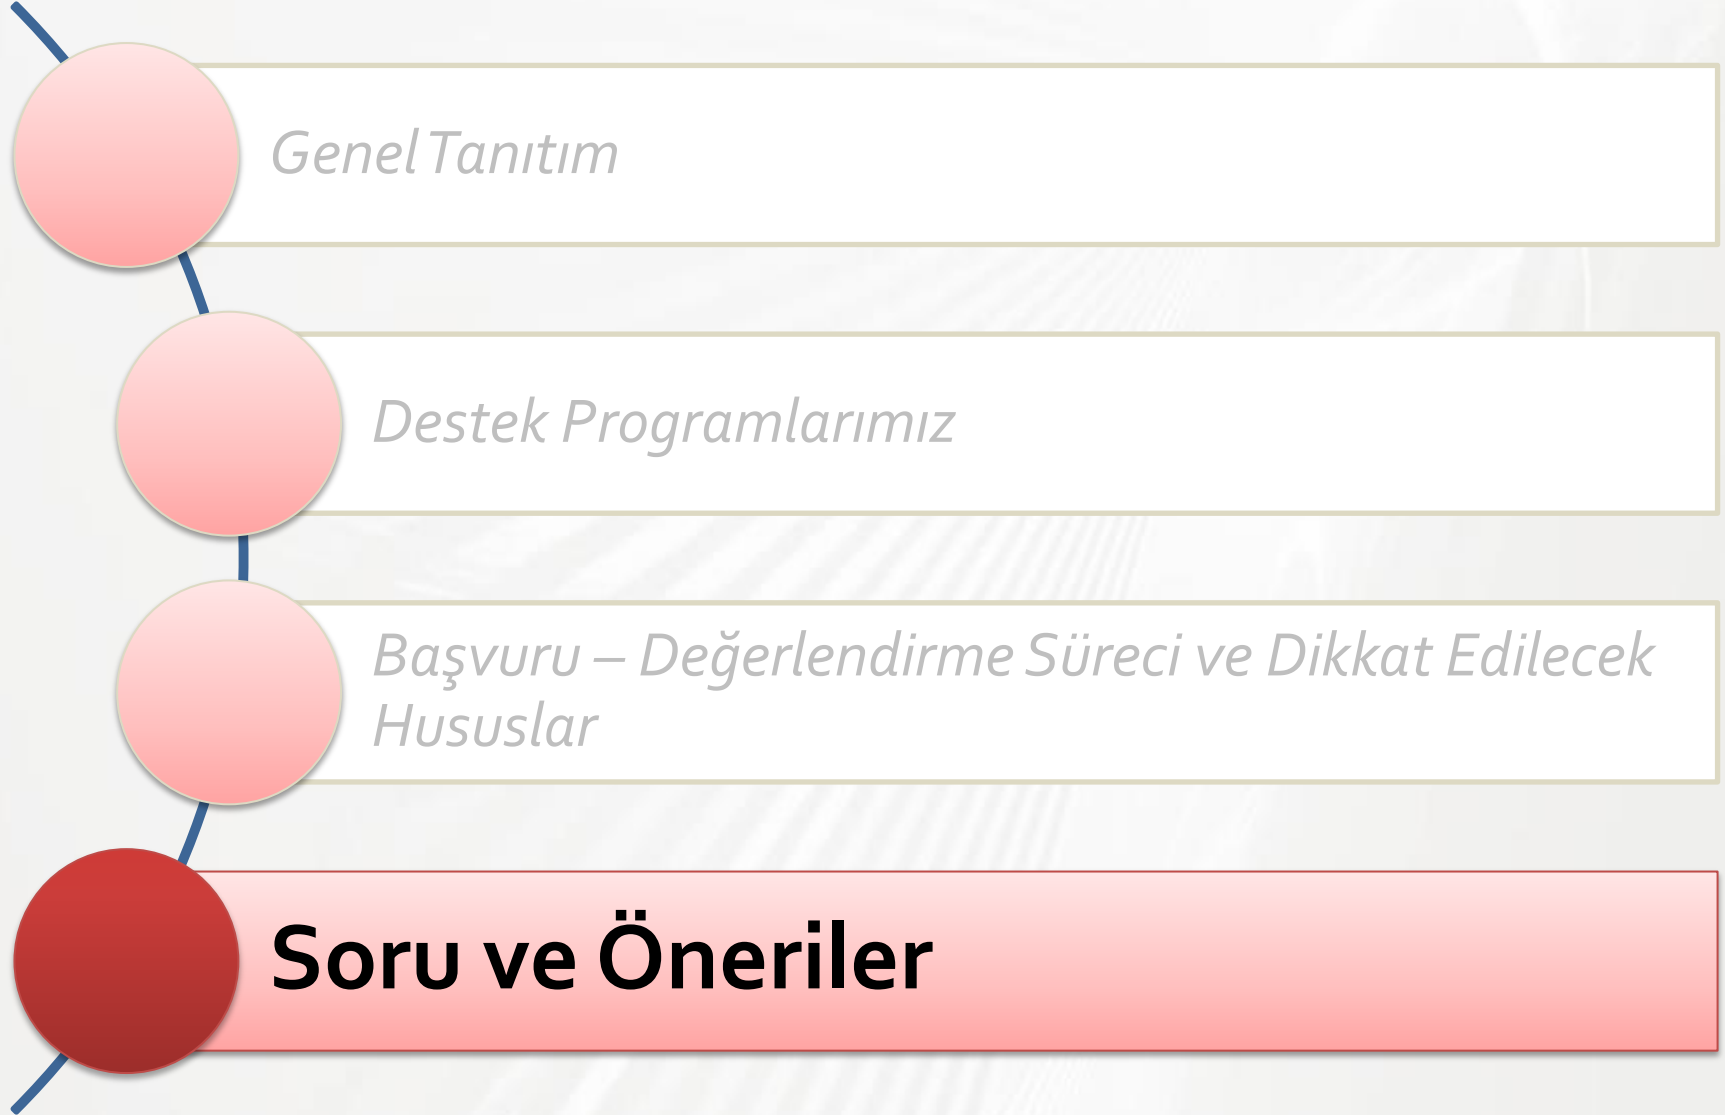 Genel Tanıtım
Destek Programlarımız
Başvuru – Değerlendirme Süreci ve Dikkat Edilecek
Hususlar
Soru ve Öneriler